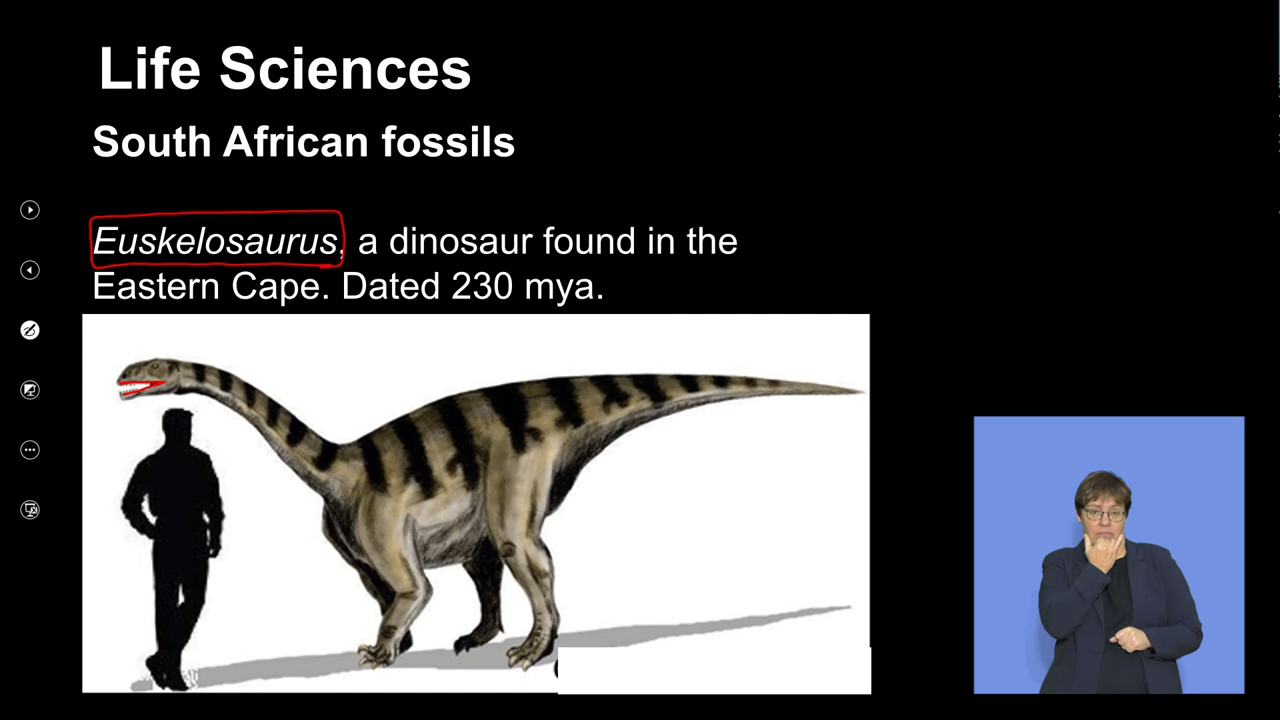 Life Sciences
South African fossils
Euskelosaurus, a dinosaur found in the
Eastern Cape. Dated 230 mya.